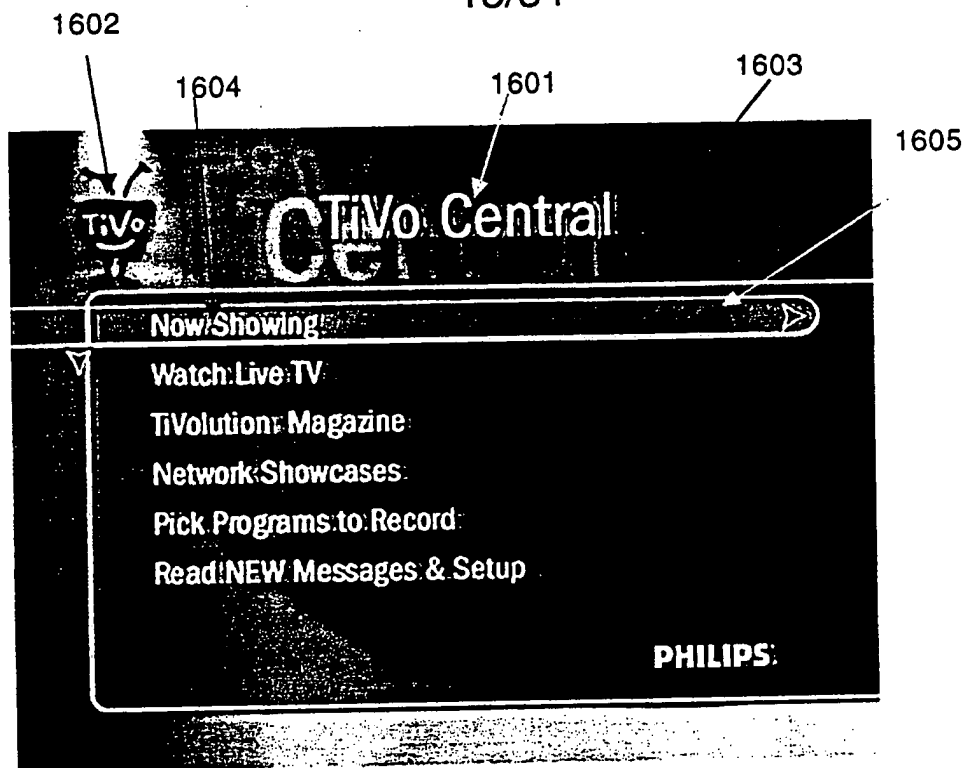 1602
1604
1601
1603
1605
TiVo
TiVo Central
Now Showing
Watch Live TV
TiVolution Magazine
Network Showcases
Pick Programs to Record
Read NEW Messages & Setup
PHILIPS